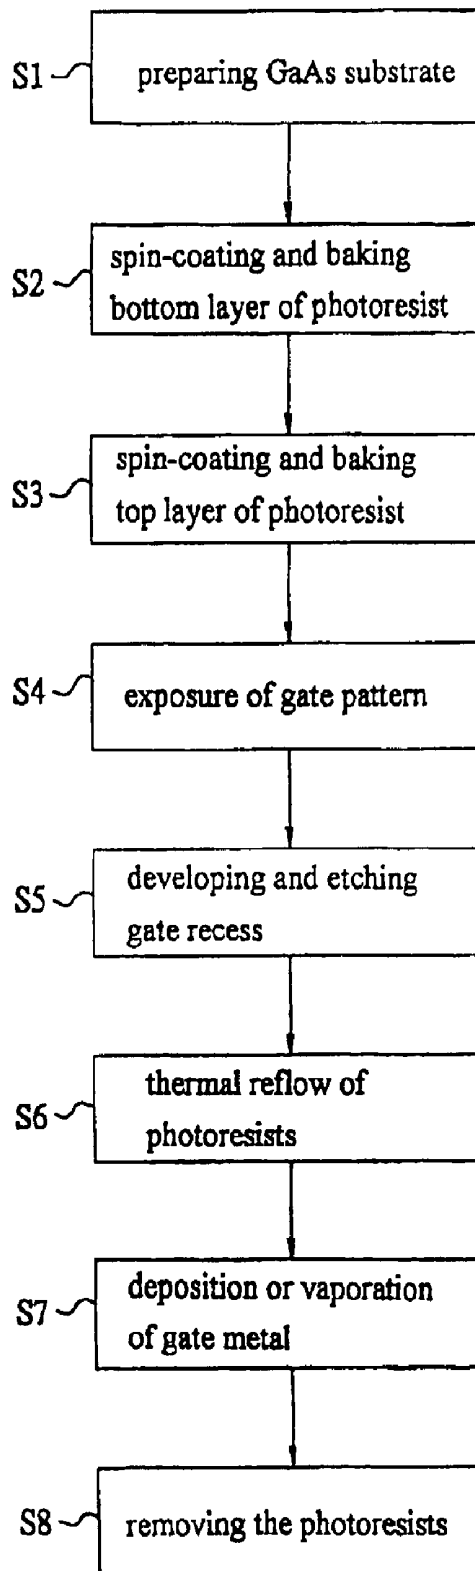 S1
preparing GaAs substrate
S2
spin-coating and baking
bottom layer of photoresist
S3
spin-coating and baking
top layer of photoresist
S4
exposure of gate pattern
S5
developing and etching
gate recess
S6
thermal reflow of
photoresists
S7
deposition or vaporation
of gate metal
S8
removing the photoresists